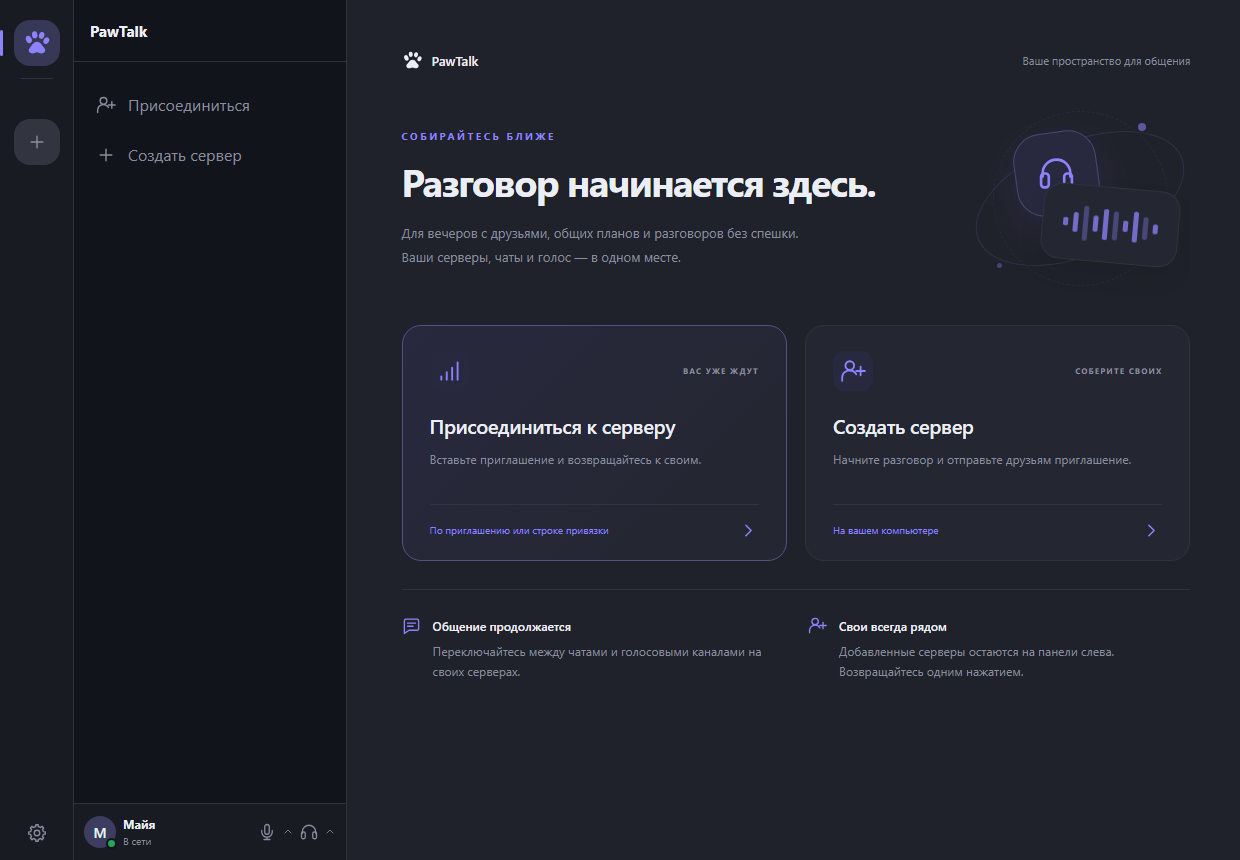 PawTalk
Присоединиться
Создать сервер
М
Майя
В сети
PawTalk
Ваше пространство для общения
СОБИРАЙТЕСЬ БЛИЖЕ
Разговор начинается здесь.
Для вечеров с друзьями, общих планов и разговоров без спешки.
Ваши серверы, чаты и голос — в одном месте.
ВАС УЖЕ ЖДУТ
Присоединиться к серверу
Вставьте приглашение и возвращайтесь к своим.
По приглашению или строке привязки
СОБЕРИТЕ СВОИХ
Создать сервер
Начните разговор и отправьте друзьям приглашение.
На вашем компьютере
Общение продолжается
Переключайтесь между чатами и голосовыми каналами на
своих серверах.
Свои всегда рядом
Добавленные серверы остаются на панели слева.
Возвращайтесь одним нажатием.